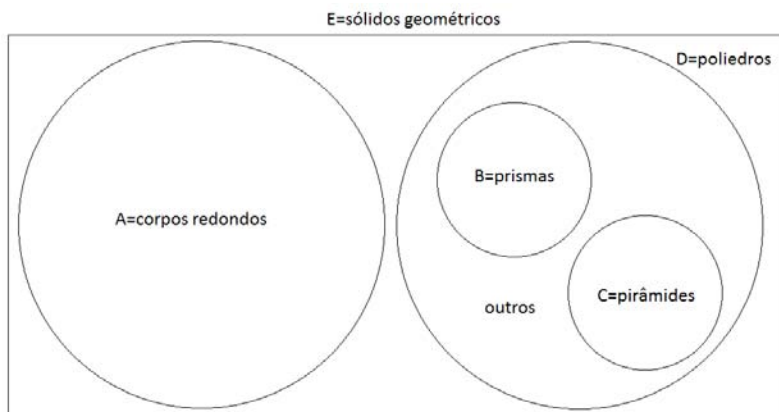 E=sólidos geométricos
D=poliedros
B=prismas
A=corpos redondos
C=pirâmides
outros